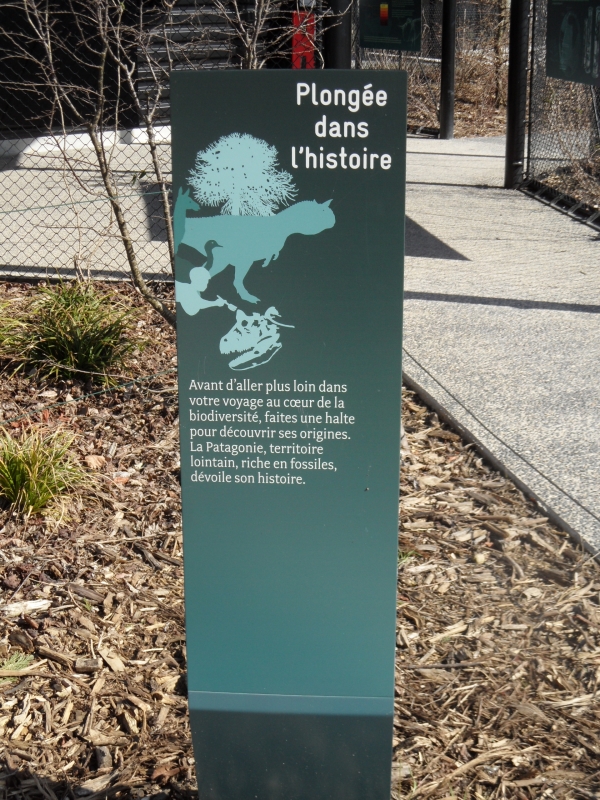 Plongée
dans
l'histoire
Avant d'aller plus loin dans
votre voyage au cœur de la
biodiversité, faites une halte
pour découvrir ses origines.
La Patagonie, territoire
lointain, riche en fossiles,
dévoile son histoire.